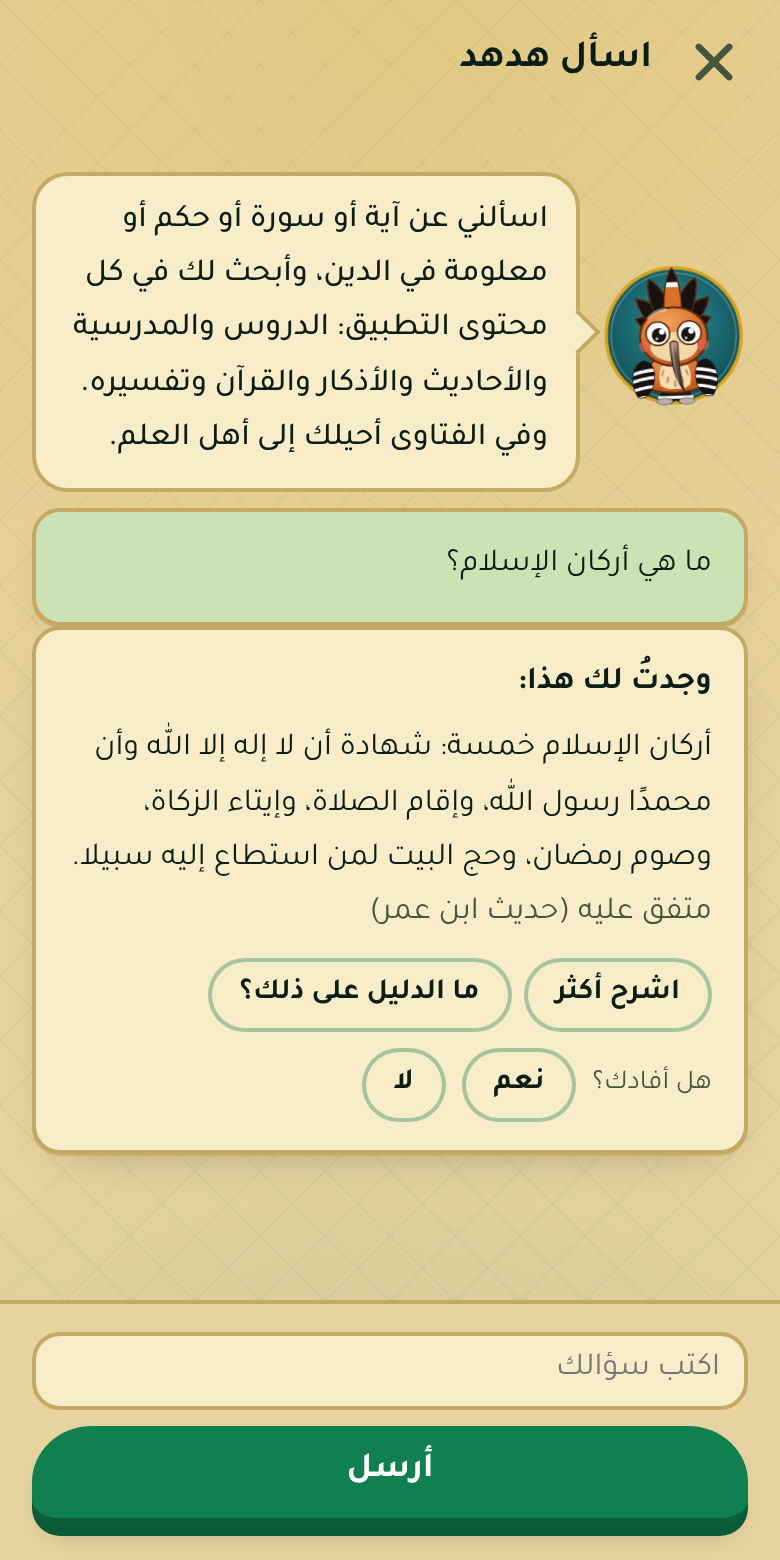 اسأل هدهد
اسألني عن آية أو سورة أو حكم أو
معلومة في الدين، وأبحث لك في كل
محتوى التطبيق: الدروس والمدرسية
والأحاديث والأذكار والقرآن وتفسيره.
وفي الفتاوى أحيلك إلى أهل العلم.
ما هي أركان الإسلام؟
وجدتُ لك هذا:
أركان الإسلام خمسة: شهادة أن لا إله إلا الله وأن
محمدًا رسول الله، وإقام الصلاة، وإيتاء الزكاة،
وصوم رمضان، وحج البيت لمن استطاع إليه سبيلا.
متفق عليه (حديث ابن عمر)
اشرح أكثر
ما الدليل على ذلك؟
هل أفادك؟ نعم لا
اكتب سؤالك
أرسل